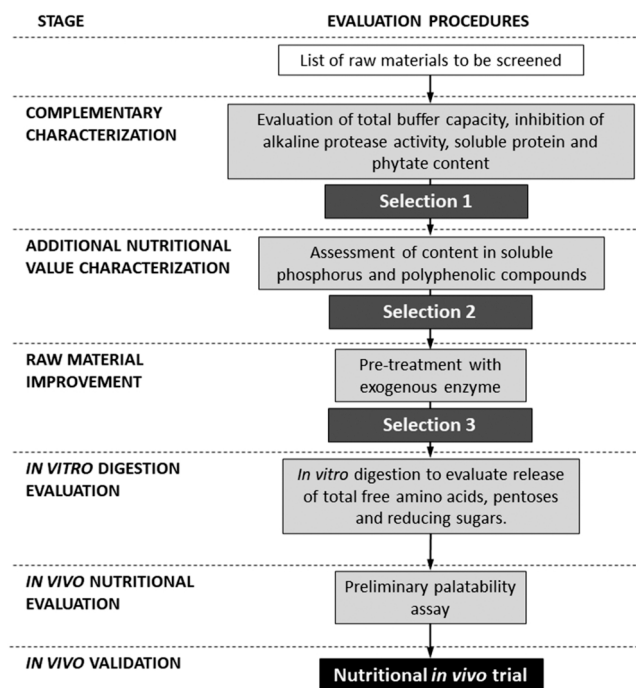 STAGE
EVALUATION PROCEDURES
List of raw materials to be screened
COMPLEMENTARY
CHARACTERIZATION
Evaluation of total buffer capacity, inhibition of
alkaline protease activity, soluble protein and
phytate content
Selection 1
ADDITIONAL NUTRITIONAL
VALUE CHARACTERIZATION
Assessment of content in soluble
phosphorus and polyphenolic compounds
Selection 2
RAW MATERIAL
IMPROVEMENT
Pre-treatment with
exogenous enzyme
Selection 3
IN VITRO DIGESTION
EVALUATION
In vitro digestion to evaluate release
of total free amino acids, pentoses
and reducing sugars.
IN VIVO NUTRITIONAL
EVALUATION
Preliminary palatability
assay
IN VIVO VALIDATION
Nutritional in vivo trial